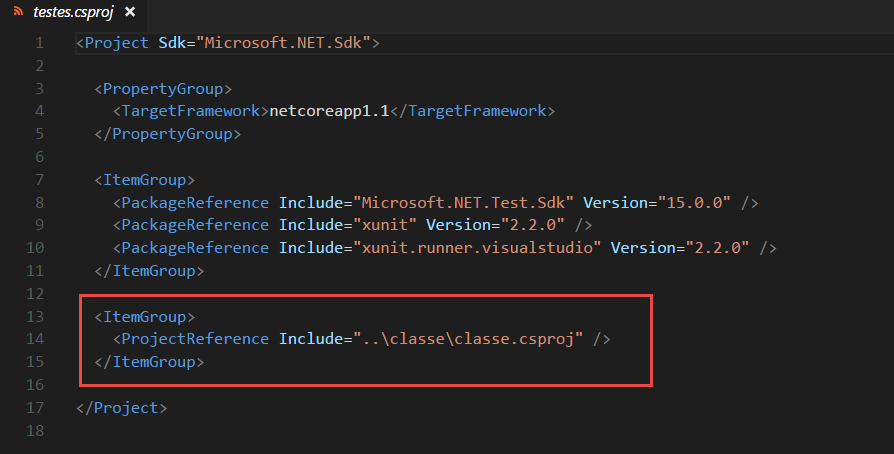 testes.csproj ×
1 <Project Sdk="Microsoft.NET.Sdk">
2
3 <PropertyGroup>
4 <TargetFramework>netcoreapp1.1</TargetFramework>
5 </PropertyGroup>
6
7 <ItemGroup>
8 <PackageReference Include="Microsoft.NET.Test.Sdk" Version="15.0.0" />
9 <PackageReference Include="xunit" Version="2.2.0" />
10 <PackageReference Include="xunit.runner.visualstudio" Version="2.2.0" />
11 </ItemGroup>
12
13 <ItemGroup>
14 <ProjectReference Include="..\classe\classe.csproj" />
15 </ItemGroup>
16
17 </Project>
18